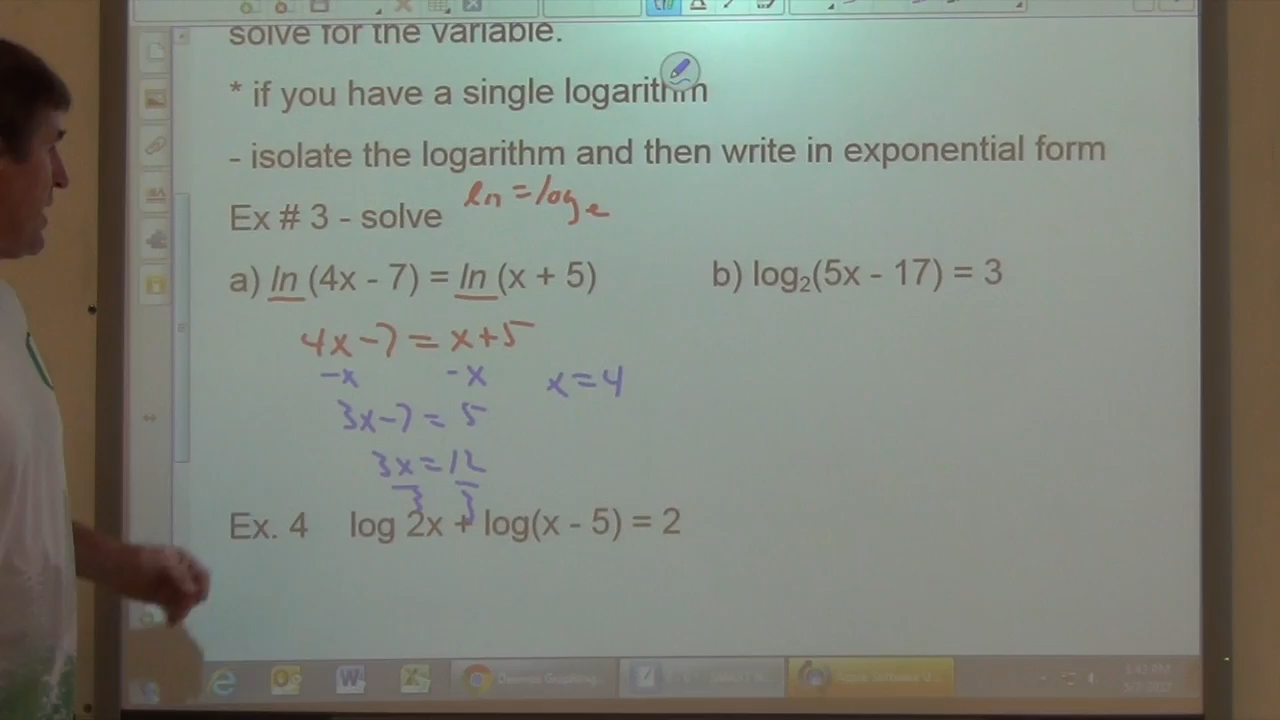 solve for the variable.
* if you have a single logarithm
- isolate the logarithm and then write in exponential form
Ex # 3 - solve ln = log e
a) ln (4x - 7) = ln (x + 5) b) log₂(5x - 17) = 3
4x - 7 = x + 5
-x -x x = 4
3x - 7 = 5
3x = 12
3 3
Ex. 4 log 2x + log(x - 5) = 2